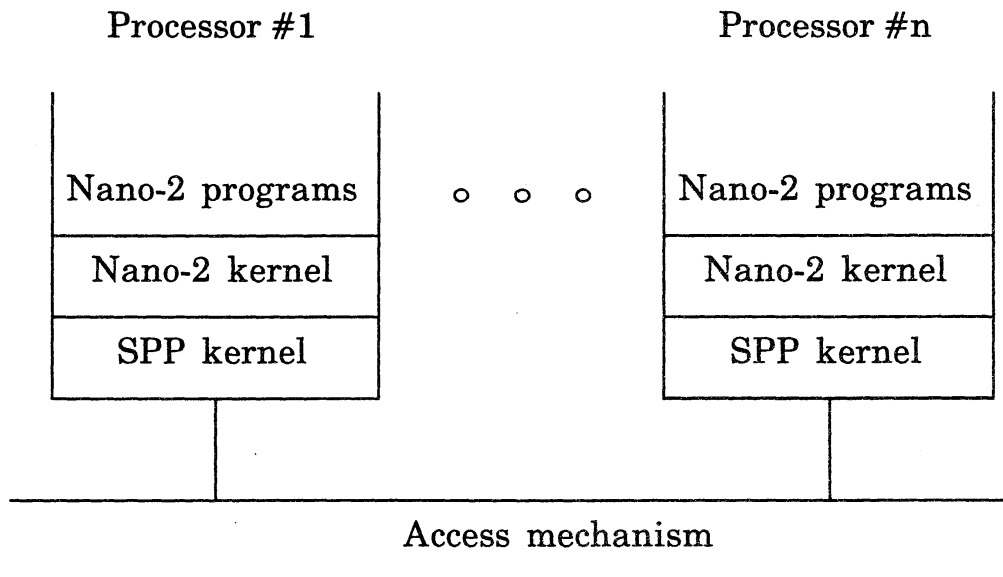 Processor #1
Processor #n
Nano-2 programs
o o o
Nano-2 programs
Nano-2 kernel
Nano-2 kernel
SPP kernel
SPP kernel
Access mechanism